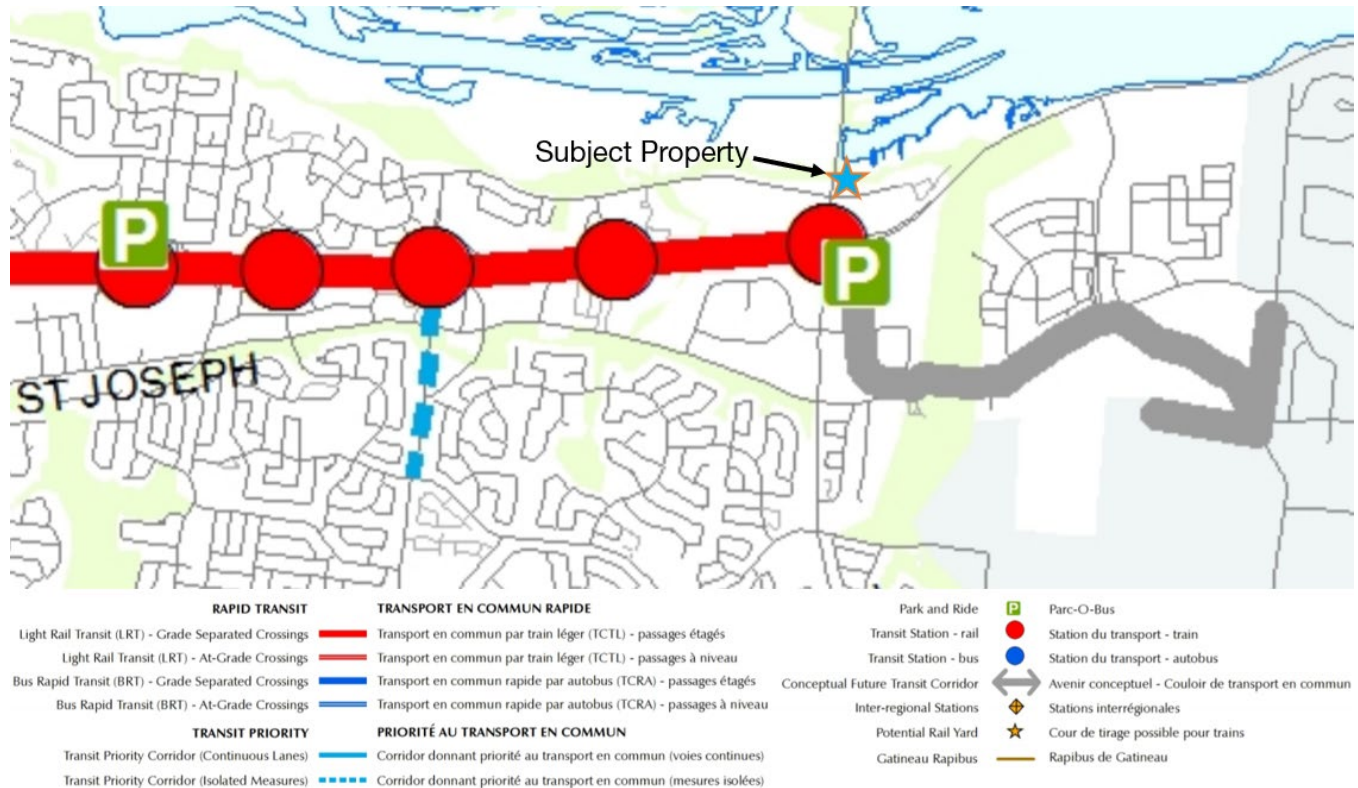 Subject Property
P
P
ST JOSEPH
RAPID TRANSIT
TRANSPORT EN COMMUN RAPIDE
Light Rail Transit (LRT) - Grade Separated Crossings
Transport en commun par train léger (TCTL) - passages étagés
Light Rail Transit (LRT) - At-Grade Crossings
Transport en commun par train léger (TCTL) - passages à niveau
Bus Rapid Transit (BRT) - Grade Separated Crossings
Transport en commun rapide par autobus (TCRA) - passages étagés
Bus Rapid Transit (BRT) - At-Grade Crossings
Transport en commun rapide par autobus (TCRA) - passages à niveau
TRANSIT PRIORITY
PRIORITÉ AU TRANSPORT EN COMMUN
Transit Priority Corridor (Continuous Lanes)
Corridor donnant priorité au transport en commun (voies continues)
Transit Priority Corridor (Isolated Measures)
Corridor donnant priorité au transport en commun (mesures isolées)
Park and Ride
P
Parc-O-Bus
Transit Station - rail
Station du transport - train
Transit Station - bus
Station du transport - autobus
Conceptual Future Transit Corridor
Avenir conceptuel - Couloir de transport en commun
Inter-regional Stations
Stations interrégionales
Potential Rail Yard
Cour de tirage possible pour trains
Gatineau Rapibus
Rapibus de Gatineau